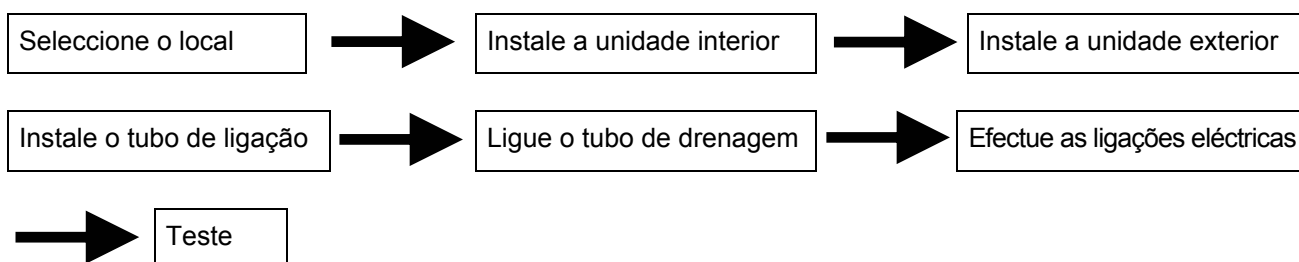 Seleccione o local
Instale a unidade interior
Instale a unidade exterior
Instale o tubo de ligação
Ligue o tubo de drenagem
Efectue as ligações eléctricas
Teste